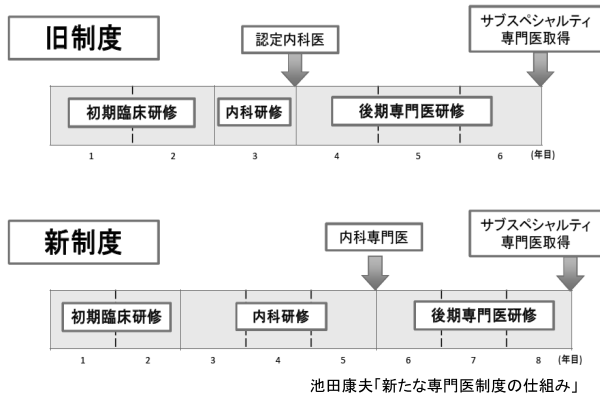 旧制度
認定内科医
サブスペシャルティ
専門医取得
初期臨床研修
内科研修
後期専門医研修
1 2 3 4 5 6 (年目)
新制度
内科専門医
サブスペシャルティ
専門医取得
初期臨床研修
内科研修
後期専門医研修
1 2 3 4 5 6 7 8 (年目)
池田康夫「新たな専門医制度の仕組み」